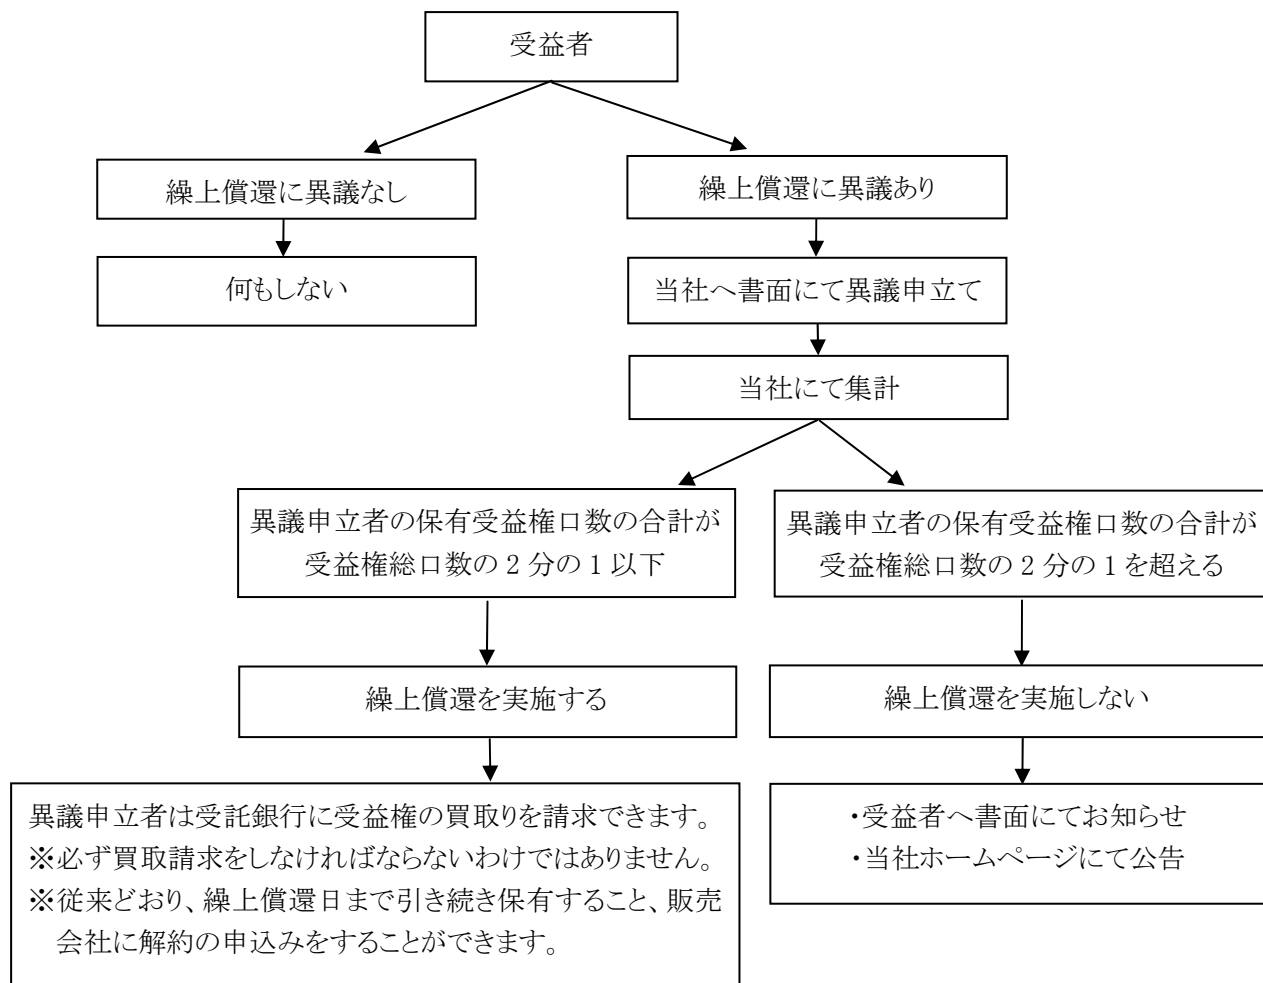 受益者
繰上償還に異議なし
繰上償還に異議あり
何もしない
当社へ書面にて異議申立て
当社にて集計
異議申立者の保有受益権口数の合計が
受益権総口数の 2 分の 1 以下
異議申立者の保有受益権口数の合計が
受益権総口数の 2 分の 1 を超える
繰上償還を実施する
繰上償還を実施しない
異議申立者は受託銀行に受益権の買取りを請求できます。
※必ず買取請求をしなければならないわけではありません。
※従来どおり、繰上償還日まで引き続き保有すること、販売
会社に解約の申込みをすることができます。
・受益者へ書面にてお知らせ
・当社ホームページにて公告